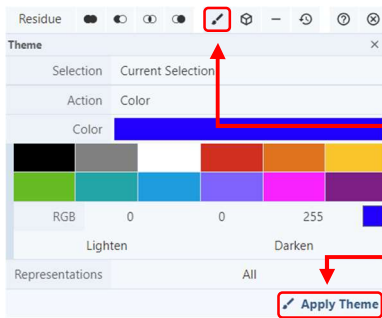 Residue
Theme ×
Selection Current Selection
Action Color
Color
RGB 0 0 255
Lighten Darken
Representations All
Apply Theme